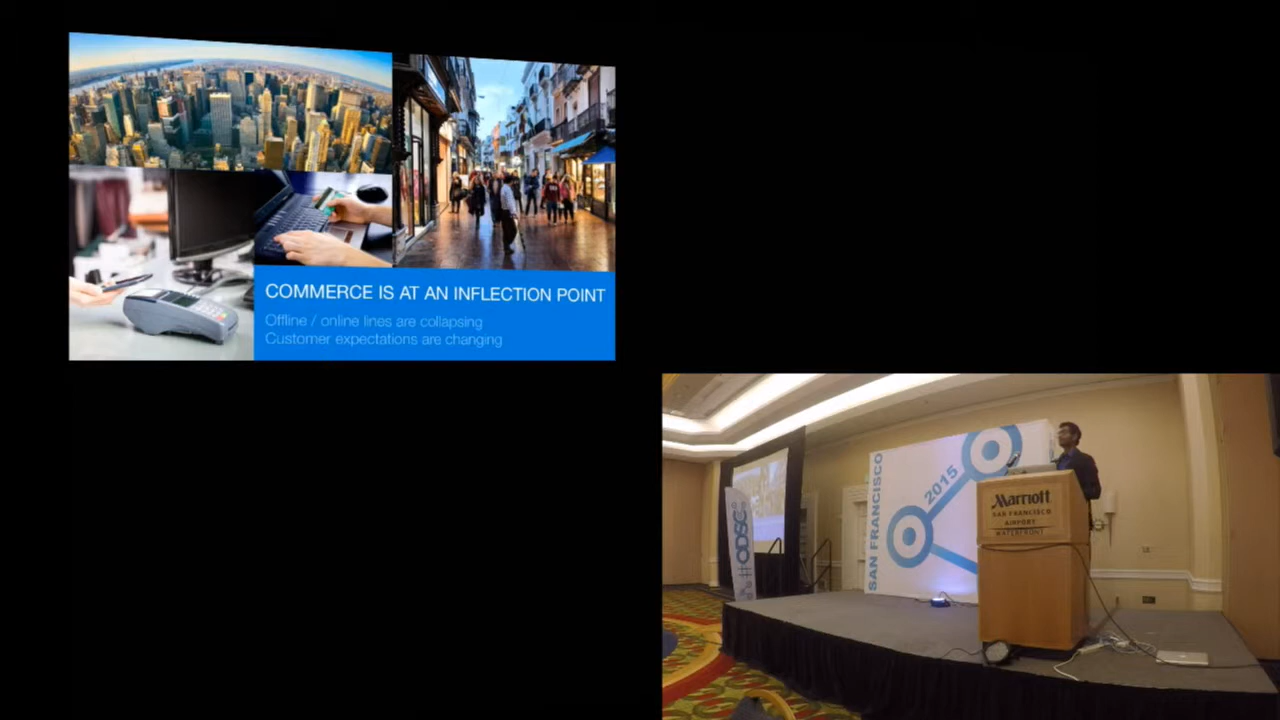 COMMERCE IS AT AN INFLECTION POINT
Offline / online lines are collapsing
Customer expectations are changing
SAN FRANCISCO
2015
ODSC
Marriott
SAN FRANCISCO
AIRPORT
WATERFRONT